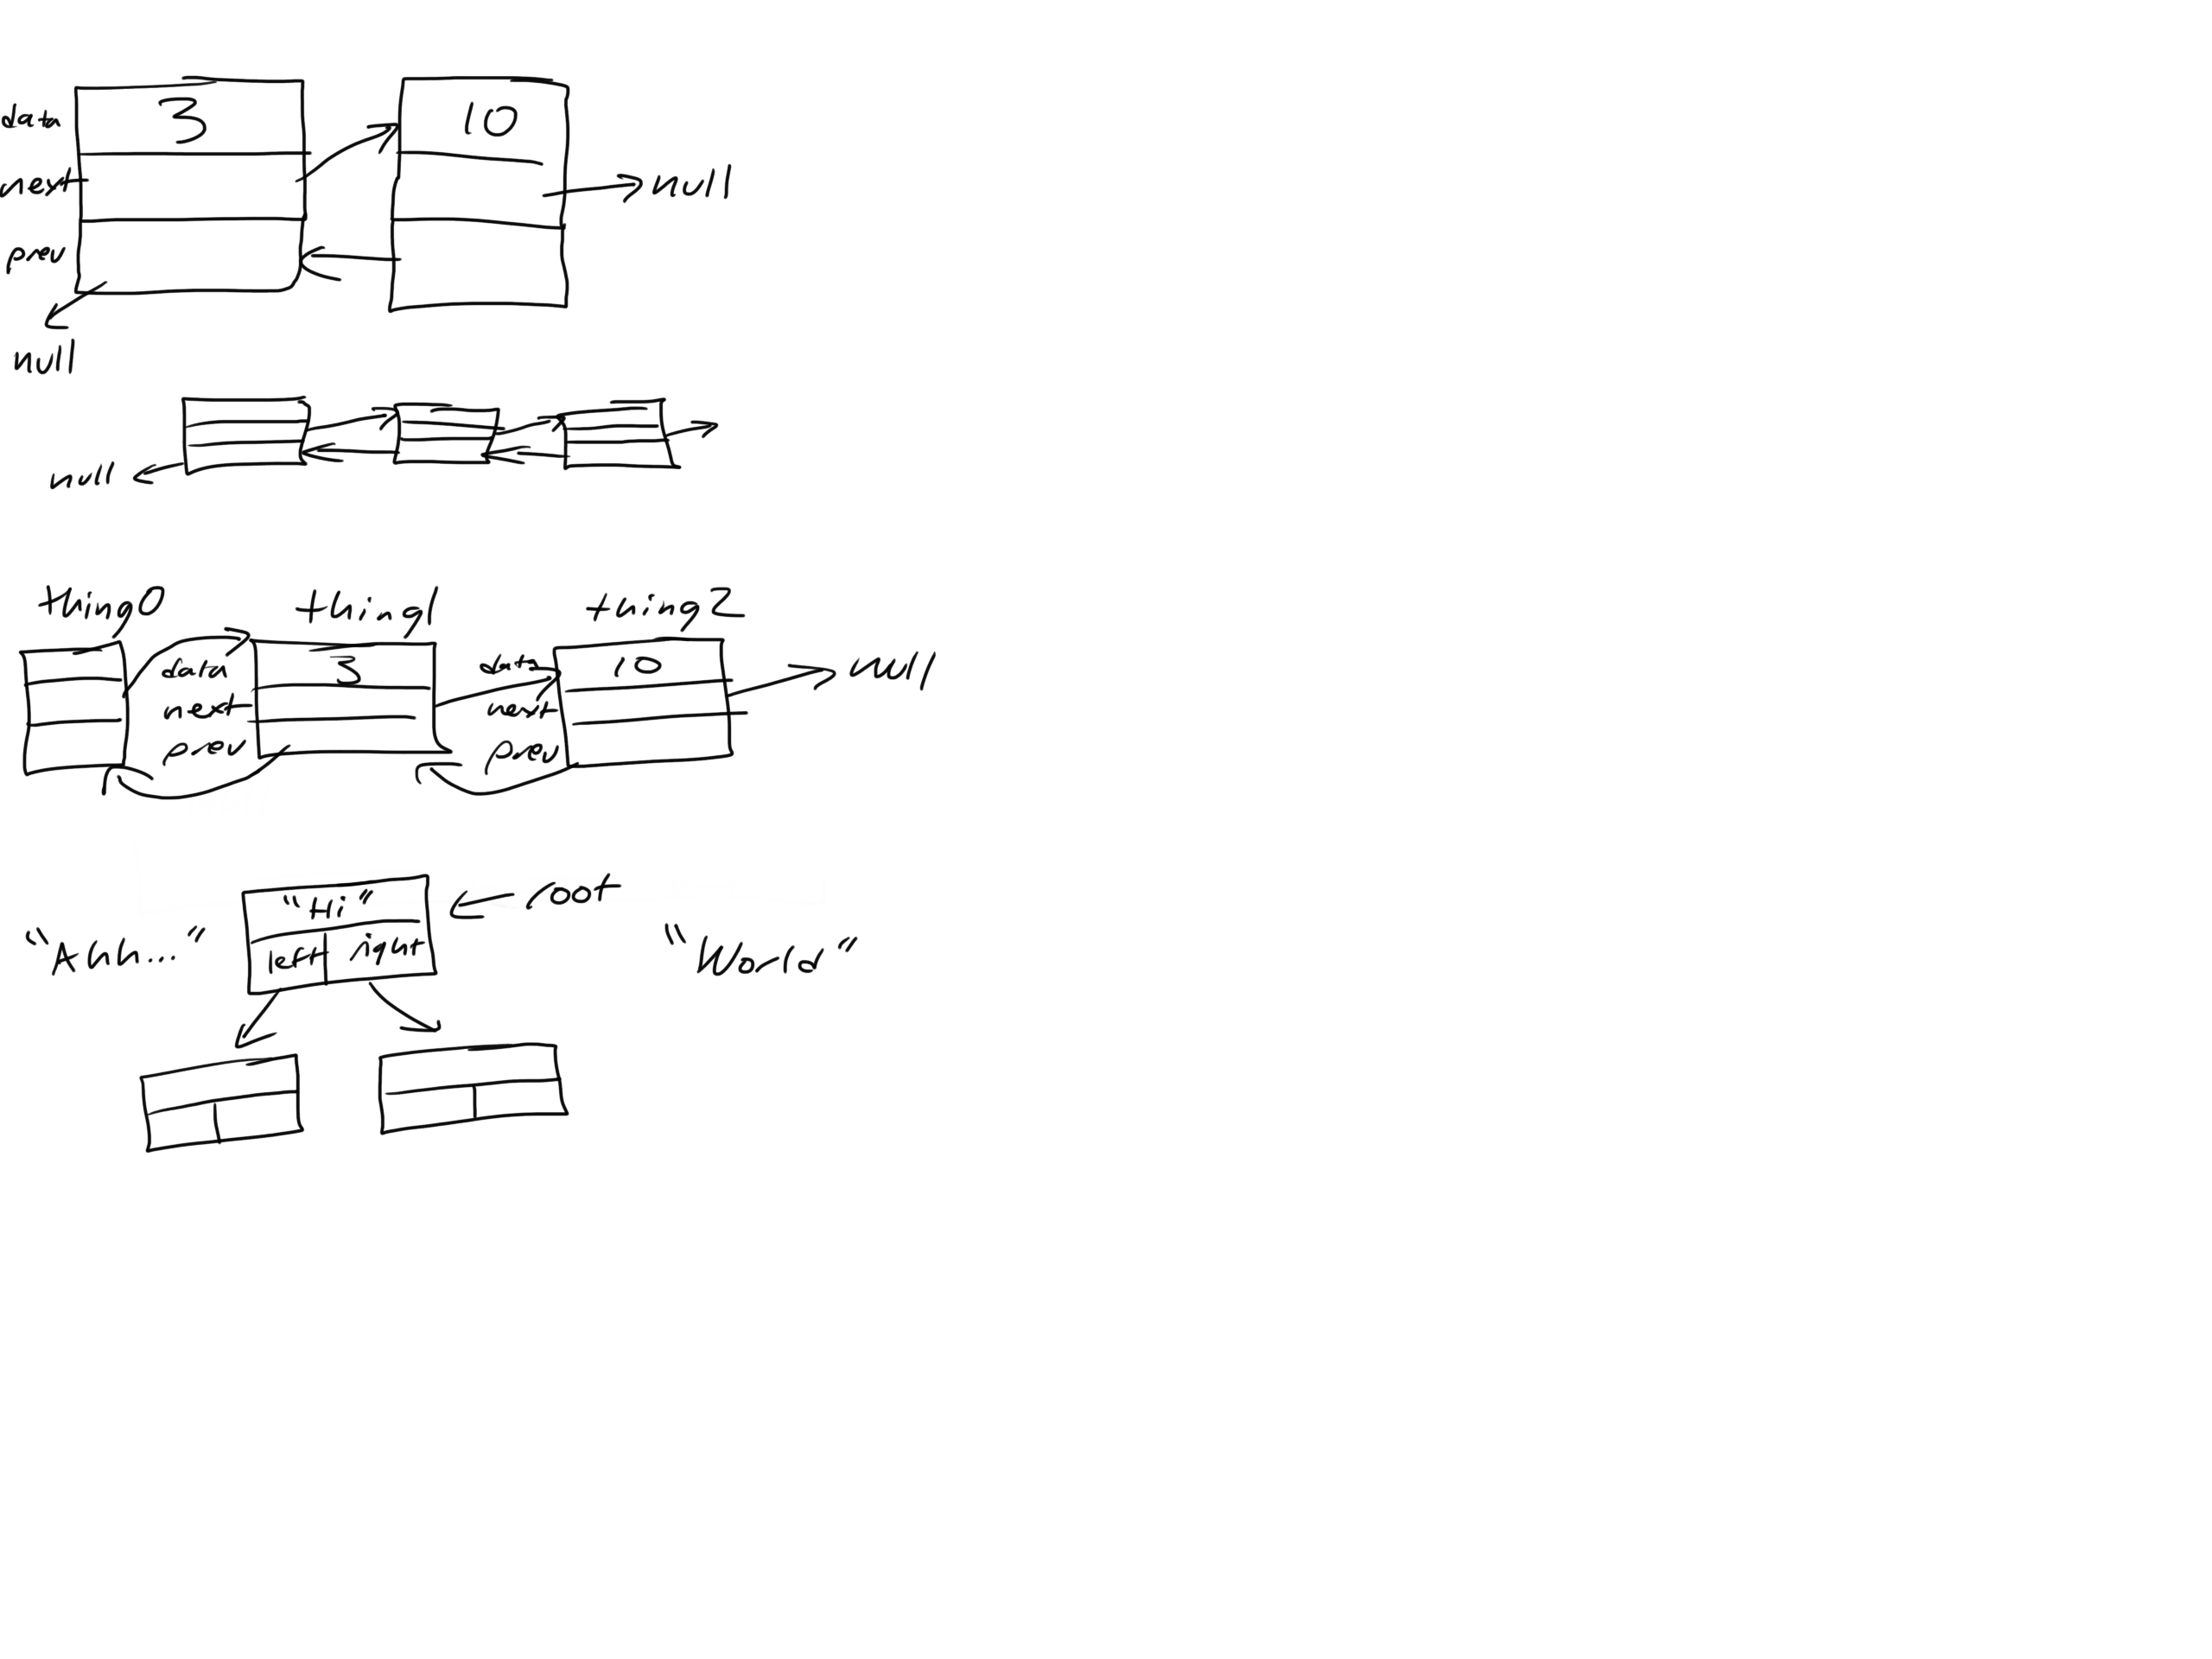 data 3 10
next null
prev
null
null
thing0 thing1 thing2
data 3 data 10 null
next next
prev prev
"Hi" root
"Ahh..." left right "World"